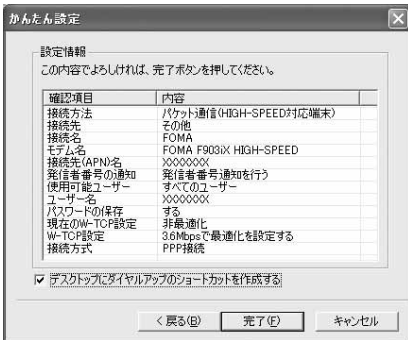 かんたん設定
設定情報
この内容でよろしければ、完了ボタンを押してください。
確認項目 内容
接続方法 パケット通信(HIGH-SPEED対応端末)
接続先 その他
接続名 FOMA
モデム名 FOMA F903iX HIGH-SPEED
接続先(APN)名 XXXXXXX
発信者番号の通知 発信者番号通知を行う
使用可能ユーザー すべてのユーザー
ユーザー名 XXXXXXX
パスワードの保存 する
現在のW-TCP設定 非最適化
W-TCP設定 3.6Mbpsで最適化を設定する
接続方式 PPP接続
デスクトップにダイヤルアップのショートカットを作成する
< 戻る(B) 完了(F) キャンセル